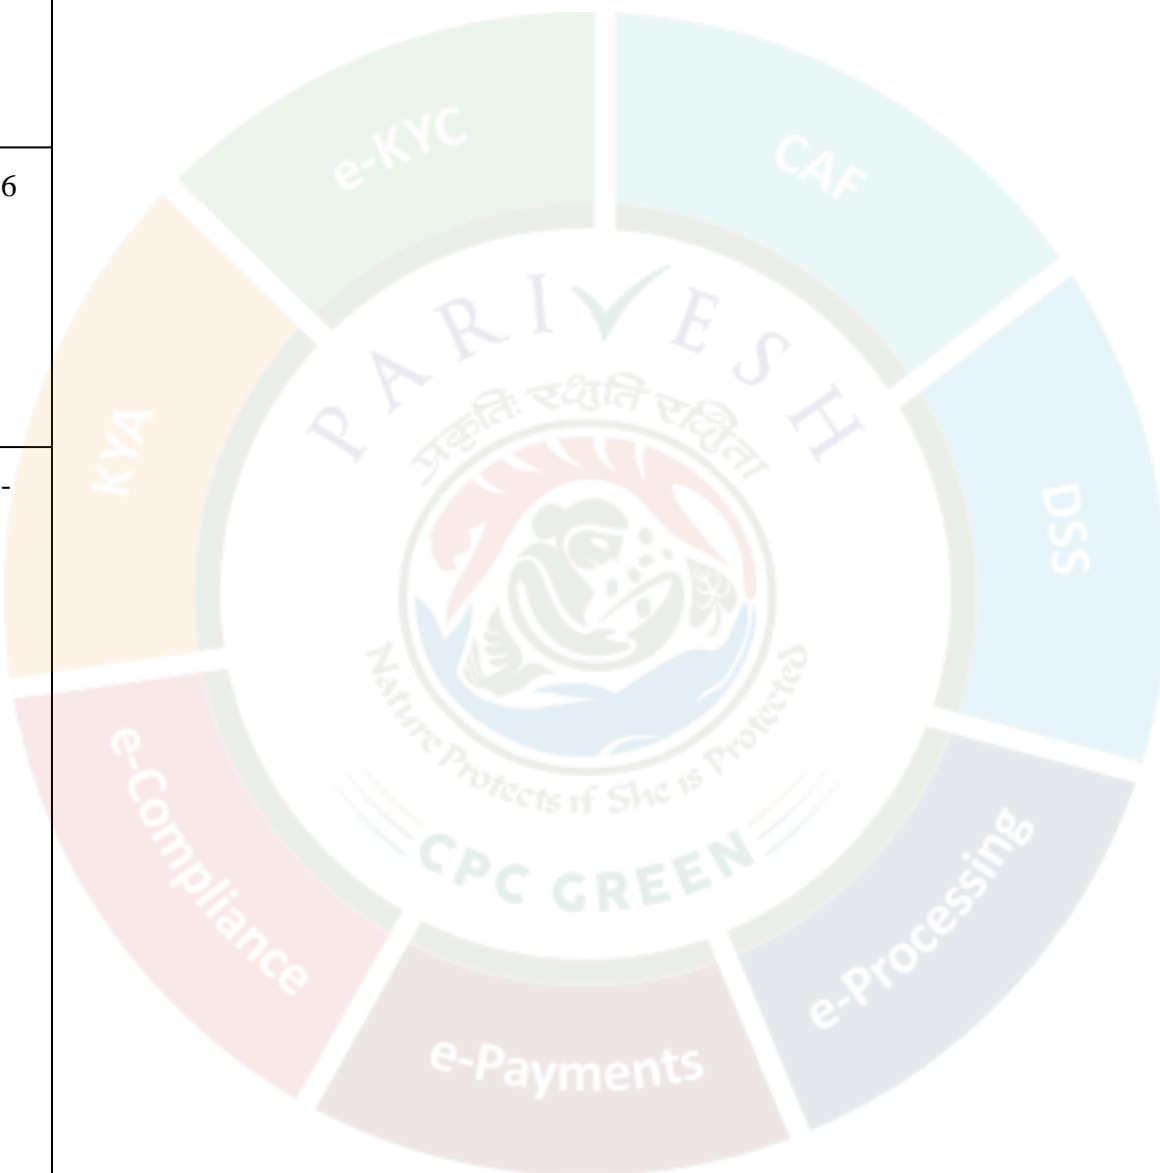 6
-
e-KYC
CAF
KYA
DSS
PARIVESH
प्रकृतिः रक्षति रक्षिता
Nature Protects if She is Protected
CPC GREEN
e-Compliance
e-Processing
e-Payments